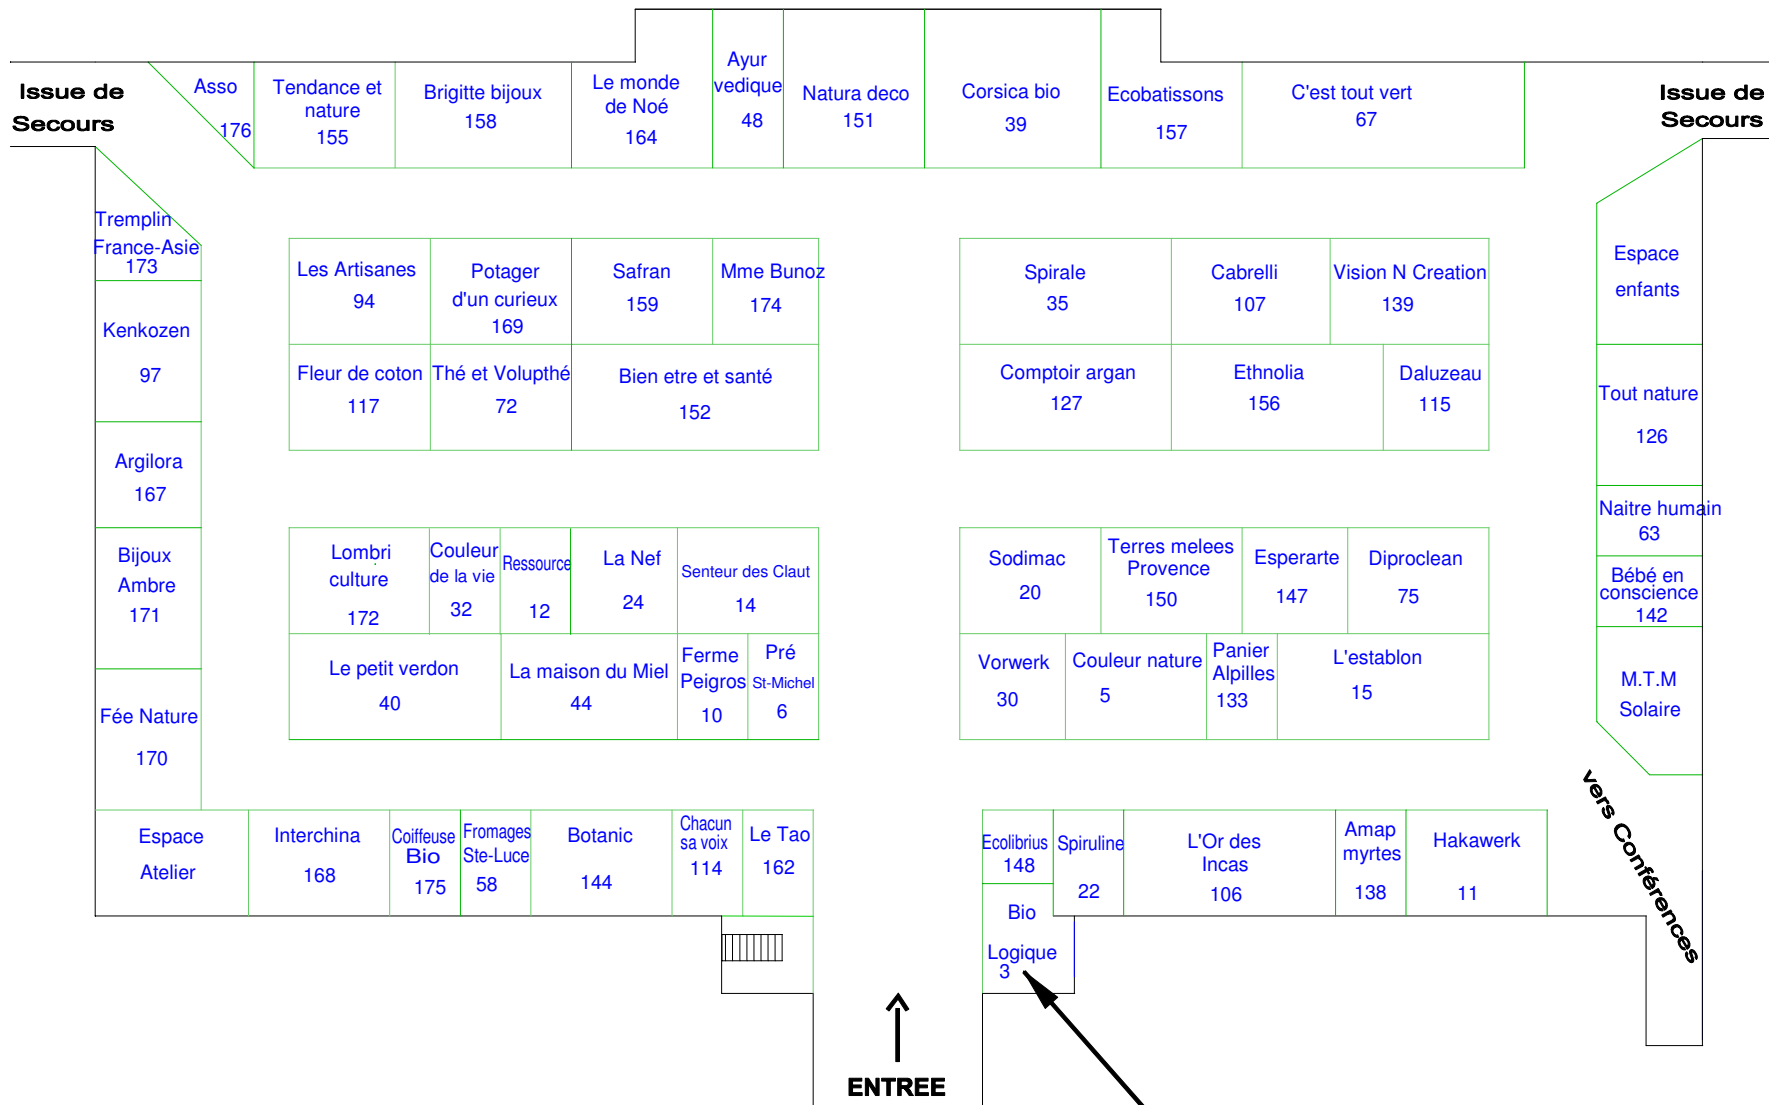 Issue de
Secours
Asso
176
Tendance et
nature
155
Brigitte bijoux
158
Le monde
de Noé
164
Ayur
vedique
48
Natura deco
151
Corsica bio
39
Ecobatissons
157
C'est tout vert
67
Issue de
Secours
Tremplin
France-Asie
173
Kenkozen
97
Argilora
167
Bijoux
Ambre
171
Fée Nature
170
Les Artisanes
94
Potager
d'un curieux
169
Safran
159
Mme Bunoz
174
Fleur de coton
117
Thé et Volupthé
72
Bien etre et santé
152
Spirale
35
Cabrelli
107
Vision N Creation
139
Comptoir argan
127
Ethnolia
156
Daluzeau
115
Espace
enfants
Tout nature
126
Naitre humain
63
Bébé en
conscience
142
M.T.M
Solaire
Lombri
culture
172
Couleur
de la vie
32
Ressource
12
La Nef
24
Senteur des Claut
14
Le petit verdon
40
La maison du Miel
44
Ferme
Peigros
10
Pré
St-Michel
6
Sodimac
20
Terres melees
Provence
150
Esperarte
147
Diproclean
75
Vorwerk
30
Couleur nature
5
Panier
Alpilles
133
L'establon
15
Espace
Atelier
Interchina
168
Coiffeuse
Bio
175
Fromages
Ste-Luce
58
Botanic
144
Chacun
sa voix
114
Le Tao
162
Ecolibrius
148
Spiruline
22
L'Or des
Incas
106
Amap
myrtes
138
Hakawerk
11
Bio
Logique
3
vers Conférences
ENTREE